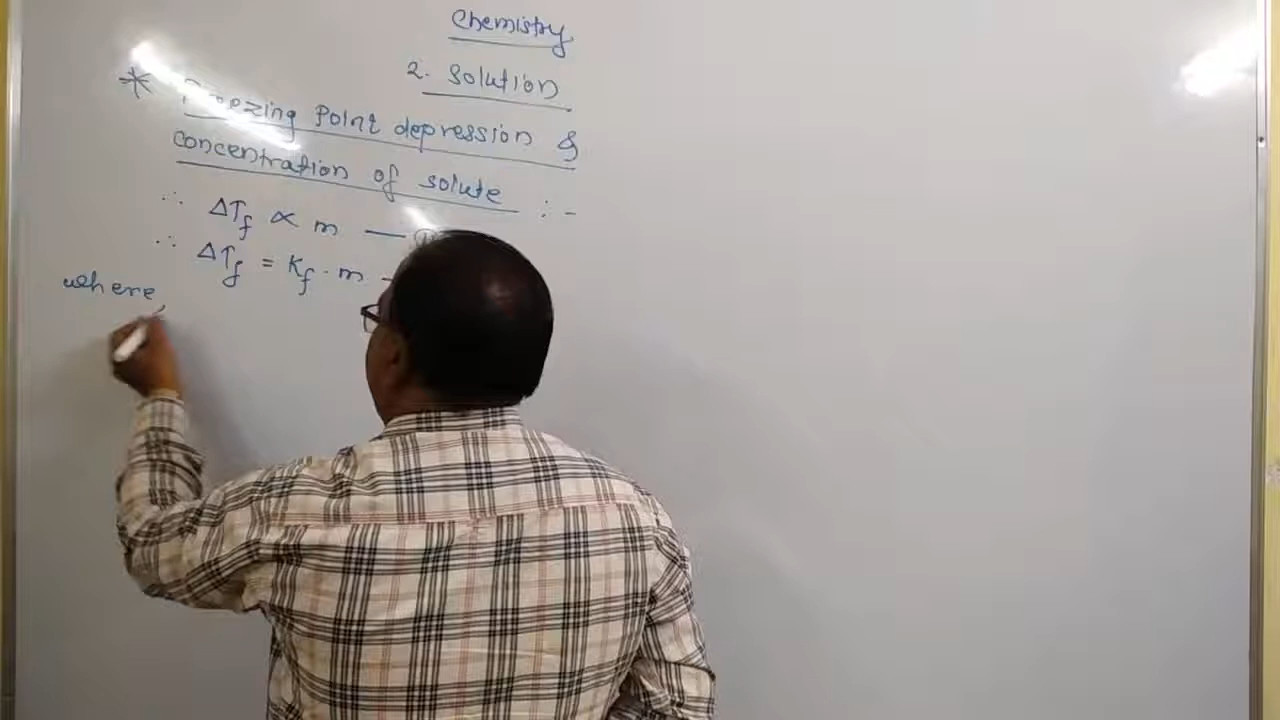 Chemistry
2. Solution
* Freezing Point depression &
concentration of solute :-
∴ ΔTf ∝ m —
∴ ΔTf = Kf · m -
where,